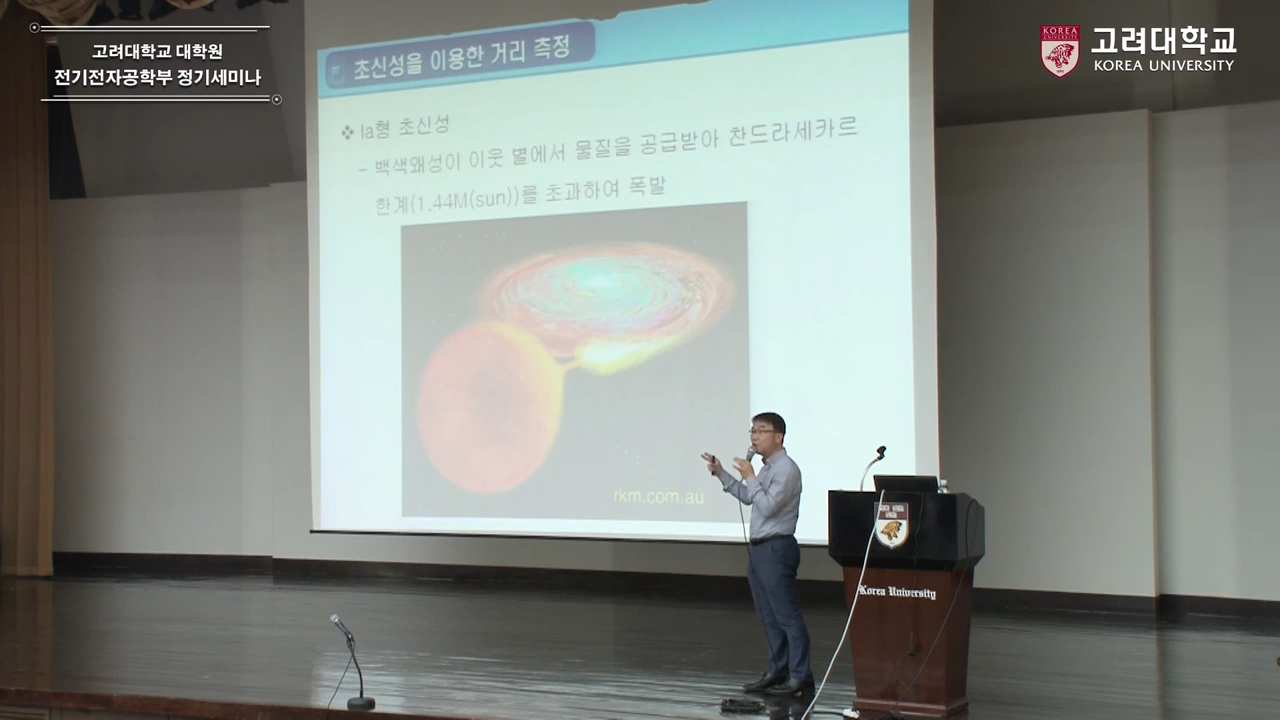 고려대학교 대학원
전기전자공학부 정기세미나
KOREA
UNIVERSITY
고려대학교
KOREA UNIVERSITY
초신성을 이용한 거리 측정
❖ Ia형 초신성
- 백색왜성이 이웃 별에서 물질을 공급받아 찬드라세카르
한계(1.44M(sun))를 초과하여 폭발
rkm.com.au
Korea University